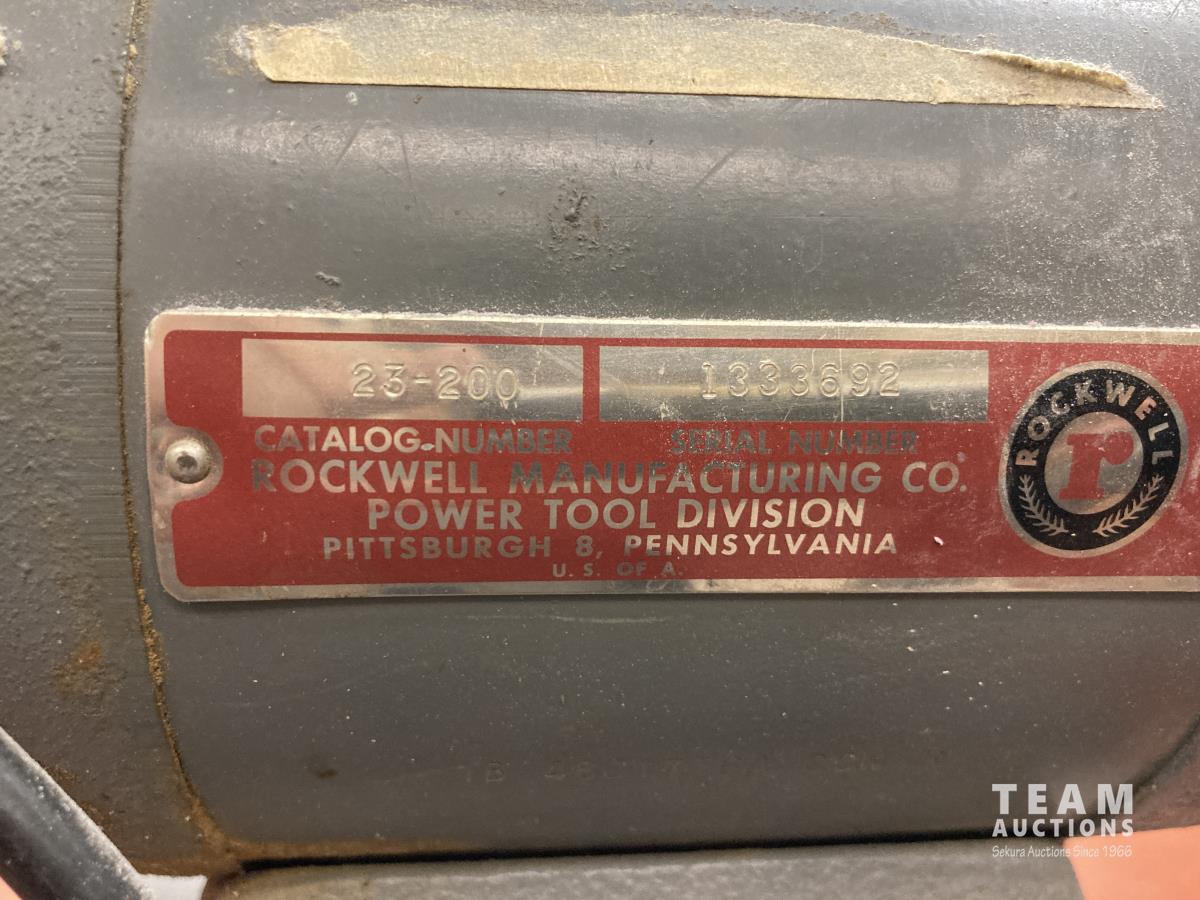 23-200 1333692
CATALOG-NUMBER SERIAL NUMBER
ROCKWELL MANUFACTURING CO.
POWER TOOL DIVISION
PITTSBURGH 8, PENNSYLVANIA
U. S. OF A.
ROCKWELL
r
TEAM
AUCTIONS
Sekura Auctions Since 1966